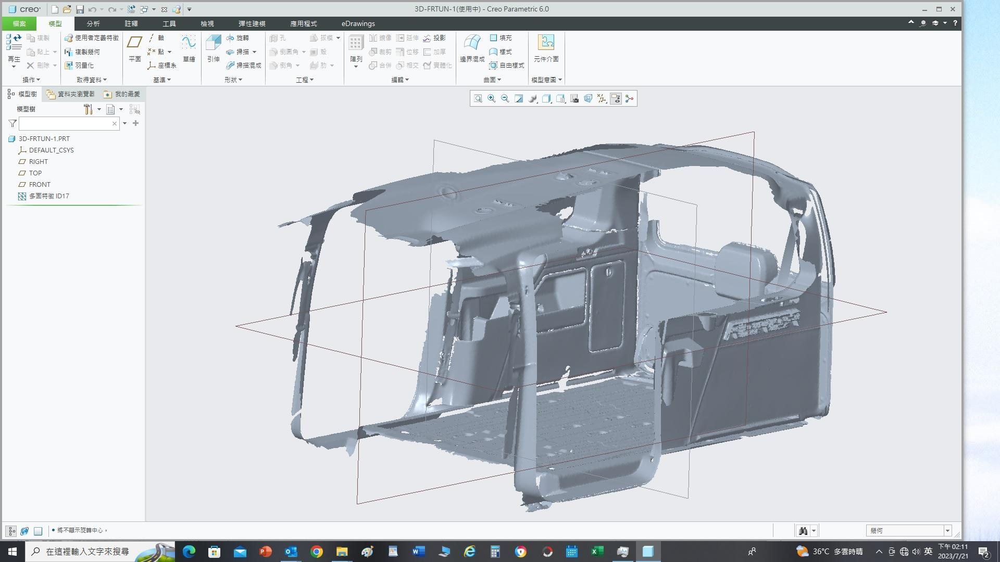 creo
3D-FRTUN-1(使用中) - Creo Parametric 6.0
檔案
模型
分析
註釋
工具
檢視
彈性建模
應用程式
eDrawings
再生
複製
貼上
刪除
操作
使用者定義特徵
複製幾何
羽量化
取得資料
平面
軸
點
座標系
草繪
基準
引伸
旋轉
掃描
掃描混成
形狀
孔
倒圓角
倒角
拔模
殼
肋
工程
陣列
鏡像
裁剪
合併
延伸
位移
相交
投影
加厚
實體化
編輯
邊界混成
填充
樣式
自由樣式
曲面
元件介面
模型意圖
模型樹
資料夾瀏覽器
我的最愛
模型樹
3D-FRTUN-1.PRT
DEFAULT_CSYS
RIGHT
TOP
FRONT
多面特徵 ID17
將不顯示旋轉中心。
幾何
在這裡輸入文字來搜尋
36°C 多雲時晴
英
下午 02:11
2023/7/21
2